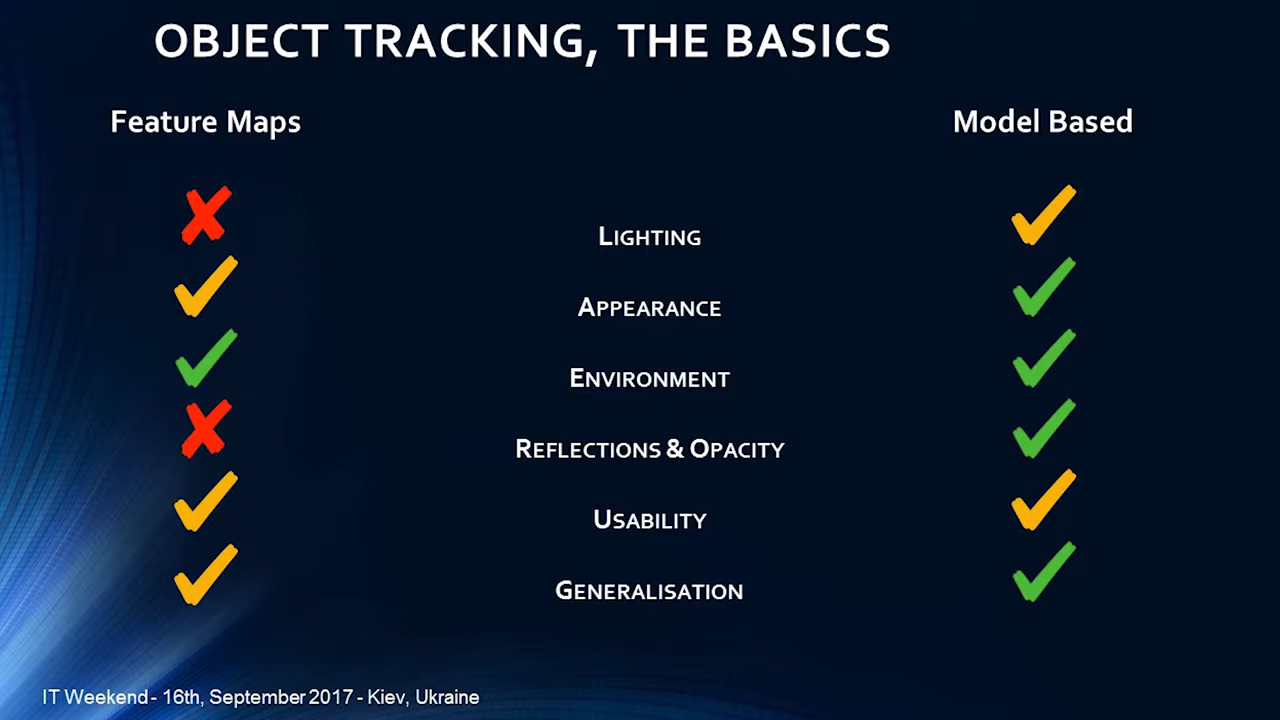 OBJECT TRACKING, THE BASICS
Feature Maps
Model Based
LIGHTING
APPEARANCE
ENVIRONMENT
REFLECTIONS & OPACITY
USABILITY
GENERALISATION
IT Weekend - 16th, September 2017 - Kiev, Ukraine